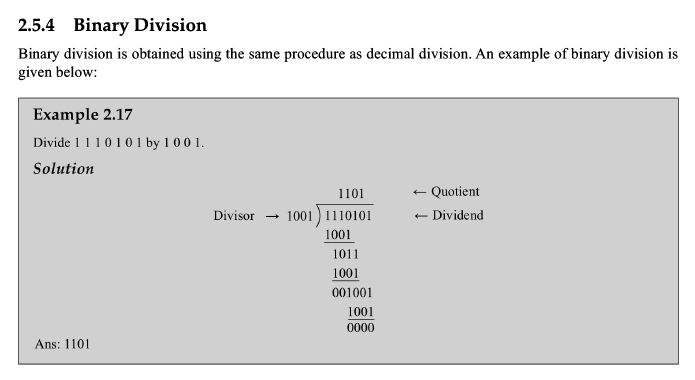 2.5.4 Binary Division
Binary division is obtained using the same procedure as decimal division. An example of binary division is
given below:
Example 2.17
Divide 1 1 1 0 1 0 1 by 1 0 0 1.
Solution
1101 ← Quotient
Divisor → 1001 ) 1110101 ← Dividend
1001
1011
1001
001001
1001
0000
Ans: 1101